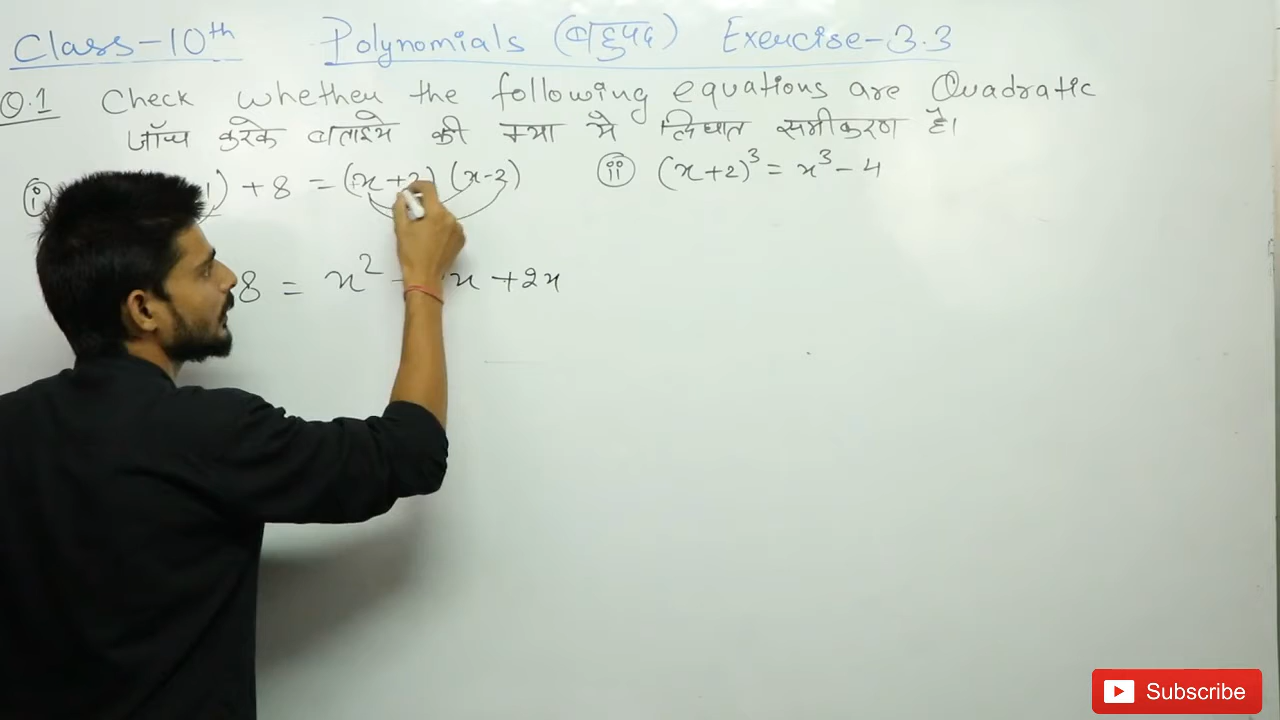 Class-10th Polynomials (बहुपद) Exercise-3.3
Q.1 Check whether the following equations are Quadratic
जाँच करके बताइये की क्या ये द्विघात समीकरण है।
i ) + 8 = (x+2) (x-2) ii (x+2)³ = x³ - 4
8 = x² - x + 2x
Subscribe